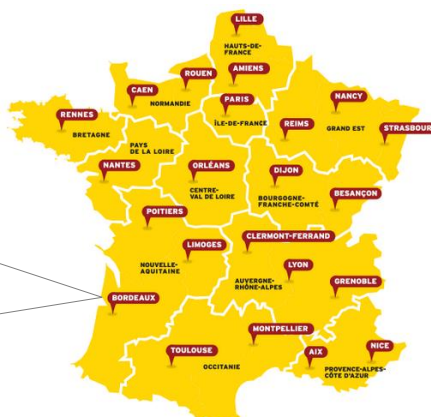 LILLE
HAUTS-DE-
FRANCE
ROUEN
AMIENS
CAEN
NORMANDIE
PARIS
ÎLE-DE-FRANCE
NANCY
REIMS
GRAND EST
STRASBOUR
RENNES
BRETAGNE
PAYS
DE LA LOIRE
NANTES
ORLÉANS
CENTRE-
VAL DE LOIRE
DIJON
BOURGOGNE-
FRANCHE-COMTÉ
BESANÇON
POITIERS
LIMOGES
NOUVELLE-
AQUITAINE
CLERMONT-FERRAND
LYON
AUVERGNE-
RHÔNE-ALPES
GRENOBLE
BORDEAUX
MONTPELLIER
TOULOUSE
OCCITANIE
AIX
NICE
PROVENCE-ALPES-
CÔTE D'AZUR